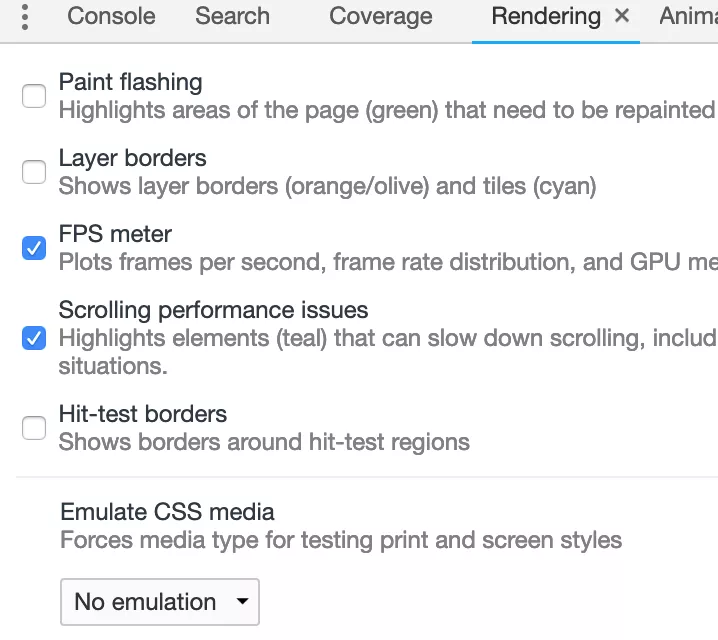 Console Search Coverage Rendering × Anima
Paint flashing
Highlights areas of the page (green) that need to be repainted
Layer borders
Shows layer borders (orange/olive) and tiles (cyan)
FPS meter
Plots frames per second, frame rate distribution, and GPU me
Scrolling performance issues
Highlights elements (teal) that can slow down scrolling, includ
situations.
Hit-test borders
Shows borders around hit-test regions
Emulate CSS media
Forces media type for testing print and screen styles
No emulation